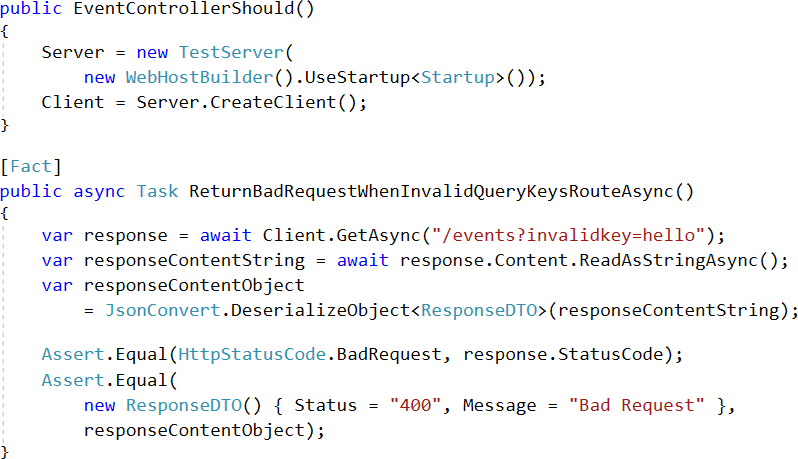 public EventControllerShould()
{
    Server = new TestServer(
        new WebHostBuilder().UseStartup<Startup>());
    Client = Server.CreateClient();
}

[Fact]
public async Task ReturnBadRequestWhenInvalidQueryKeysRouteAsync()
{
    var response = await Client.GetAsync("/events?invalidkey=hello");
    var responseContentString = await response.Content.ReadAsStringAsync();
    var responseContentObject
        = JsonConvert.DeserializeObject<ResponseDTO>(responseContentString);

    Assert.Equal(HttpStatusCode.BadRequest, response.StatusCode);
    Assert.Equal(
        new ResponseDTO() { Status = "400", Message = "Bad Request" },
        responseContentObject);
}